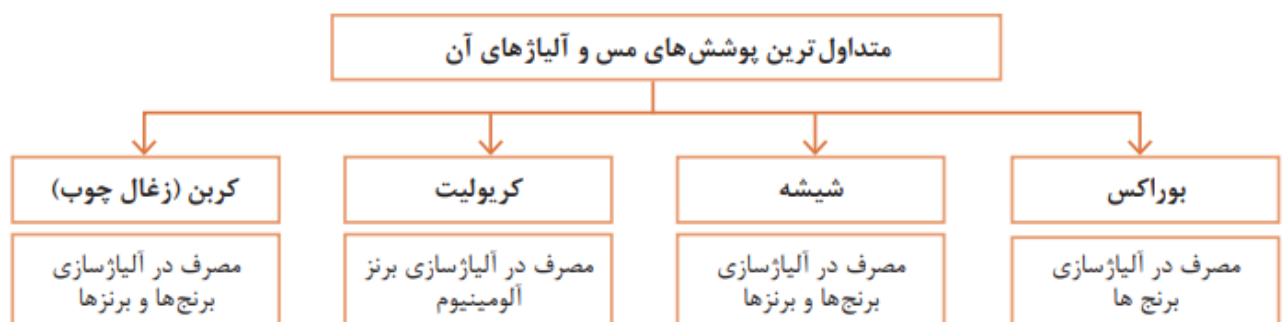 متداول‌ترین پوشش‌های مس و آلیاژهای آن
بوراکس
مصرف در آلیاژسازی
برنج ها
شیشه
مصرف در آلیاژسازی
برنج‌ها و برنزها
کریولیت
مصرف در آلیاژسازی برنز
آلومینیوم
کربن (زغال چوب)
مصرف در آلیاژسازی
برنج‌ها و برنزها